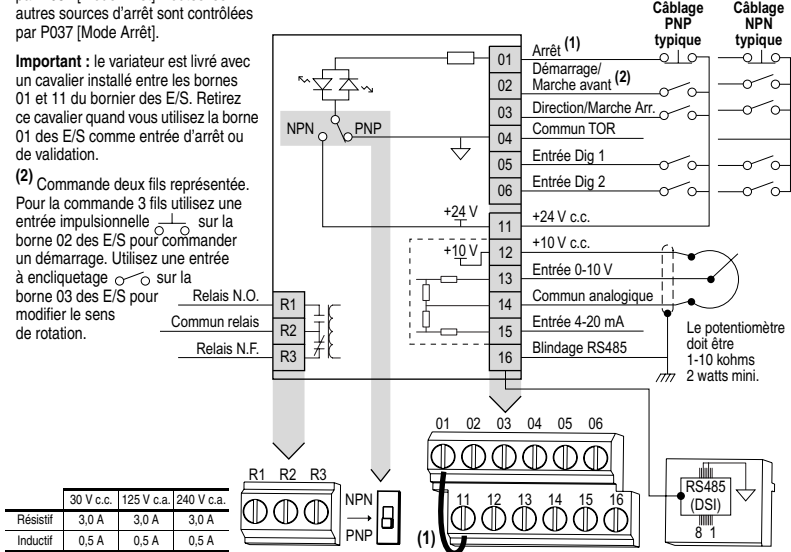 autres sources d'arrêt sont contrôlées
par P037 [Mode Arrêt].
Important : le variateur est livré avec
un cavalier installé entre les bornes
01 et 11 du bornier des E/S. Retirez
ce cavalier quand vous utilisez la borne
01 des E/S comme entrée d'arrêt ou
de validation.
(2) Commande deux fils représentée.
Pour la commande 3 fils utilisez une
entrée impulsionnelle sur la
borne 02 des E/S pour commander
un démarrage. Utilisez une entrée
à encliquetage sur la
borne 03 des E/S pour
modifier le sens
de rotation.
Relais N.O.
Commun relais
Relais N.F.
R1
R2
R3
NPN
PNP
+24 V
+10 V
01
02
03
04
05
06
11
12
13
14
15
16
Arrêt (1)
Démarrage/
Marche avant (2)
Direction/Marche Arr.
Commun TOR
Entrée Dig 1
Entrée Dig 2
+24 V c.c.
+10 V c.c.
Entrée 0-10 V
Commun analogique
Entrée 4-20 mA
Blindage RS485
Câblage
PNP
typique
Câblage
NPN
typique
Le potentiomètre
doit être
1-10 kohms
2 watts mini.
30 V c.c. 125 V c.a. 240 V c.a.
Résistif 3,0 A 3,0 A 3,0 A
Inductif 0,5 A 0,5 A 0,5 A
R1 R2 R3
NPN
PNP
01 02 03 04 05 06
11 12 13 14 15 16
(1)
RS485
(DSI)
8 1